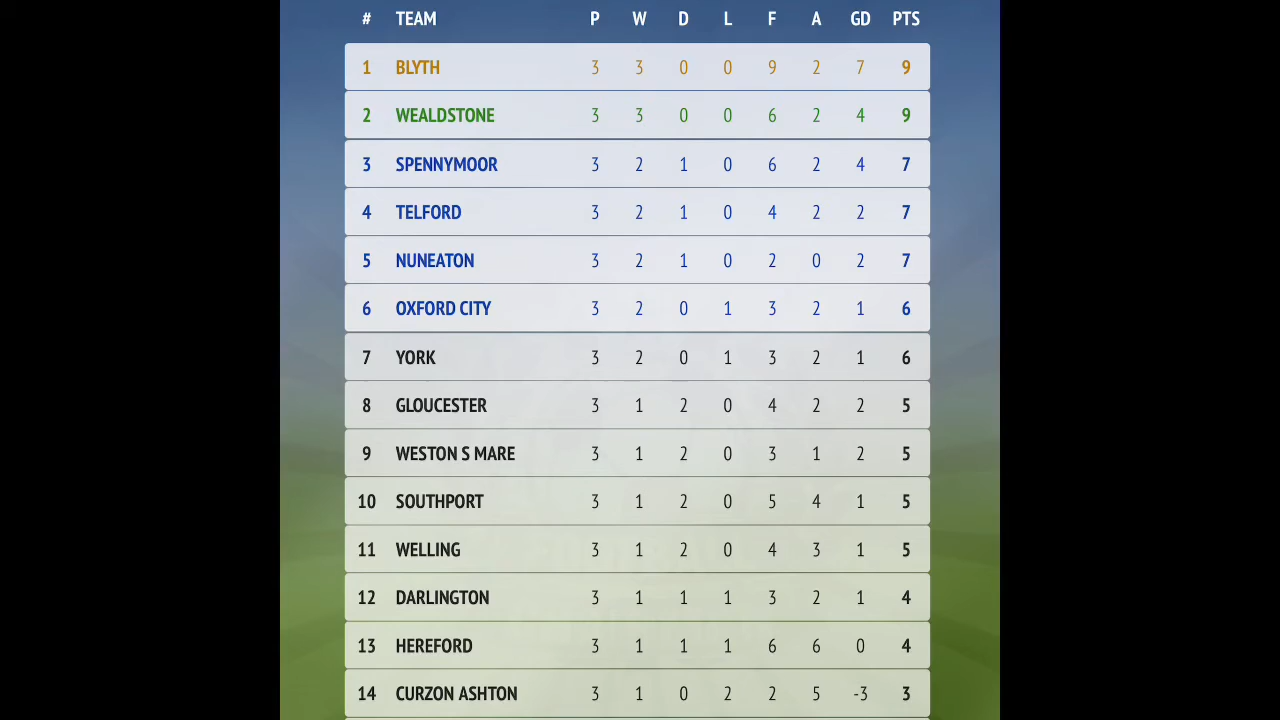 # TEAM P W D L F A GD PTS
1 BLYTH 3 3 0 0 9 2 7 9
2 WEALDSTONE 3 3 0 0 6 2 4 9
3 SPENNYMOOR 3 2 1 0 6 2 4 7
4 TELFORD 3 2 1 0 4 2 2 7
5 NUNEATON 3 2 1 0 2 0 2 7
6 OXFORD CITY 3 2 0 1 3 2 1 6
7 YORK 3 2 0 1 3 2 1 6
8 GLOUCESTER 3 1 2 0 4 2 2 5
9 WESTON S MARE 3 1 2 0 3 1 2 5
10 SOUTHPORT 3 1 2 0 5 4 1 5
11 WELLING 3 1 2 0 4 3 1 5
12 DARLINGTON 3 1 1 1 3 2 1 4
13 HEREFORD 3 1 1 1 6 6 0 4
14 CURZON ASHTON 3 1 0 2 2 5 -3 3